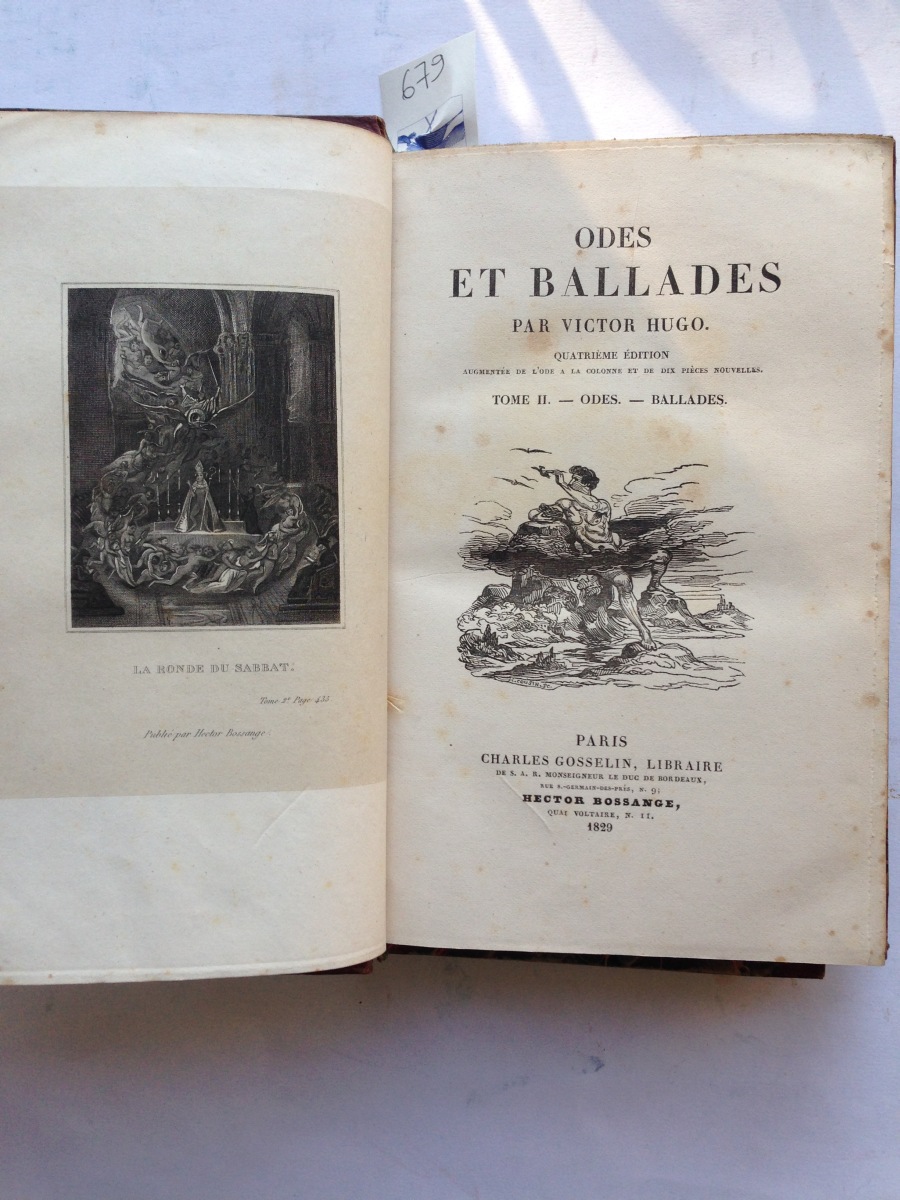 679
LA RONDE DU SABBAT.
Tome 2e Page 435
Publié par Hector Bossange.
ODES
ET BALLADES
PAR VICTOR HUGO.
QUATRIÈME ÉDITION
AUGMENTÉE DE L'ODE A LA COLONNE ET DE DIX PIÈCES NOUVELLES.
TOME II. — ODES. — BALLADES.
PARIS
CHARLES GOSSELIN, LIBRAIRE
DE S. A. R. MONSEIGNEUR LE DUC DE BORDEAUX,
RUE S.-GERMAIN-DES-PRÉS, N. 9;
HECTOR BOSSANGE,
QUAI VOLTAIRE, N. 11.
1829